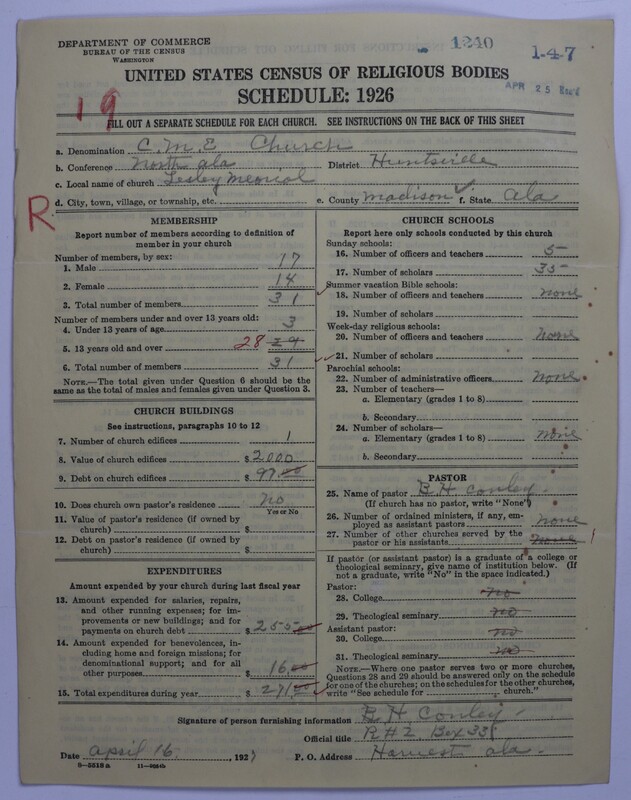 DEPARTMENT OF COMMERCE
BUREAU OF THE CENSUS
WASHINGTON
1240
1-4-7
APR 25
UNITED STATES CENSUS OF RELIGIOUS BODIES
SCHEDULE: 1926
19
FILL OUT A SEPARATE SCHEDULE FOR EACH CHURCH. SEE INSTRUCTIONS ON THE BACK OF THIS SHEET
a. Denomination C. M. E Church
b. Conference North Ala District Huntsville
c. Local name of church Lesley Memorial
R
d. City, town, village, or township, etc. e. County Madison f. State Ala
MEMBERSHIP
Report number of members according to definition of
member in your church
Number of members, by sex:
1. Male 17
2. Female 14
3. Total number of members 31
Number of members under and over 13 years old:
4. Under 13 years of age 3
5. 13 years old and over 28 29
6. Total number of members 31
NOTE.—The total given under Question 6 should be the
same as the total of males and females given under Question 3.
CHURCH BUILDINGS
See instructions, paragraphs 10 to 12
7. Number of church edifices 1
8. Value of church edifices $ 2000
9. Debt on church edifices $ 97.00
10. Does church own pastor's residence no
Yes or No
11. Value of pastor's residence (if owned by
church) $
12. Debt on pastor's residence (if owned by
church) $
EXPENDITURES
Amount expended by your church during last fiscal year
13. Amount expended for salaries, repairs,
and other running expenses; for im-
provements or new buildings; and for
payments on church debt $ 255.00
14. Amount expended for benevolences, in-
cluding home and foreign missions; for
denominational support; and for all
other purposes $ 16.00
15. Total expenditures during year $ 271.00
CHURCH SCHOOLS
Report here only schools conducted by this church
Sunday schools:
16. Number of officers and teachers 5
17. Number of scholars 35
Summer vacation Bible schools:
18. Number of officers and teachers none
19. Number of scholars
Week-day religious schools:
20. Number of officers and teachers none
21. Number of scholars
Parochial schools:
22. Number of administrative officers none
23. Number of teachers—
a. Elementary (grades 1 to 8)
b. Secondary
24. Number of scholars—
a. Elementary (grades 1 to 8) none
b. Secondary
PASTOR
25. Name of pastor B. H. Conley
(If church has no pastor, write "None")
26. Number of ordained ministers, if any, em-
ployed as assistant pastors none
27. Number of other churches served by the
pastor or his assistants none 1
If pastor (or assistant pastor) is a graduate of a college or
theological seminary, give name of institution below. (If
not a graduate, write "No" in the space indicated.)
Pastor:
28. College no
29. Theological seminary no
Assistant pastor:
30. College no
31. Theological seminary no
NOTE.—Where one pastor serves two or more churches,
Questions 28 and 29 should be answered only on the schedule
for one of the churches; on the schedules for the other churches,
write "See schedule for church."
Signature of person furnishing information B H Conley
Official title R # 2 Box 33
Date april 16, 1927 P. O. Address Harvest ala
8-5518a 11-9024b